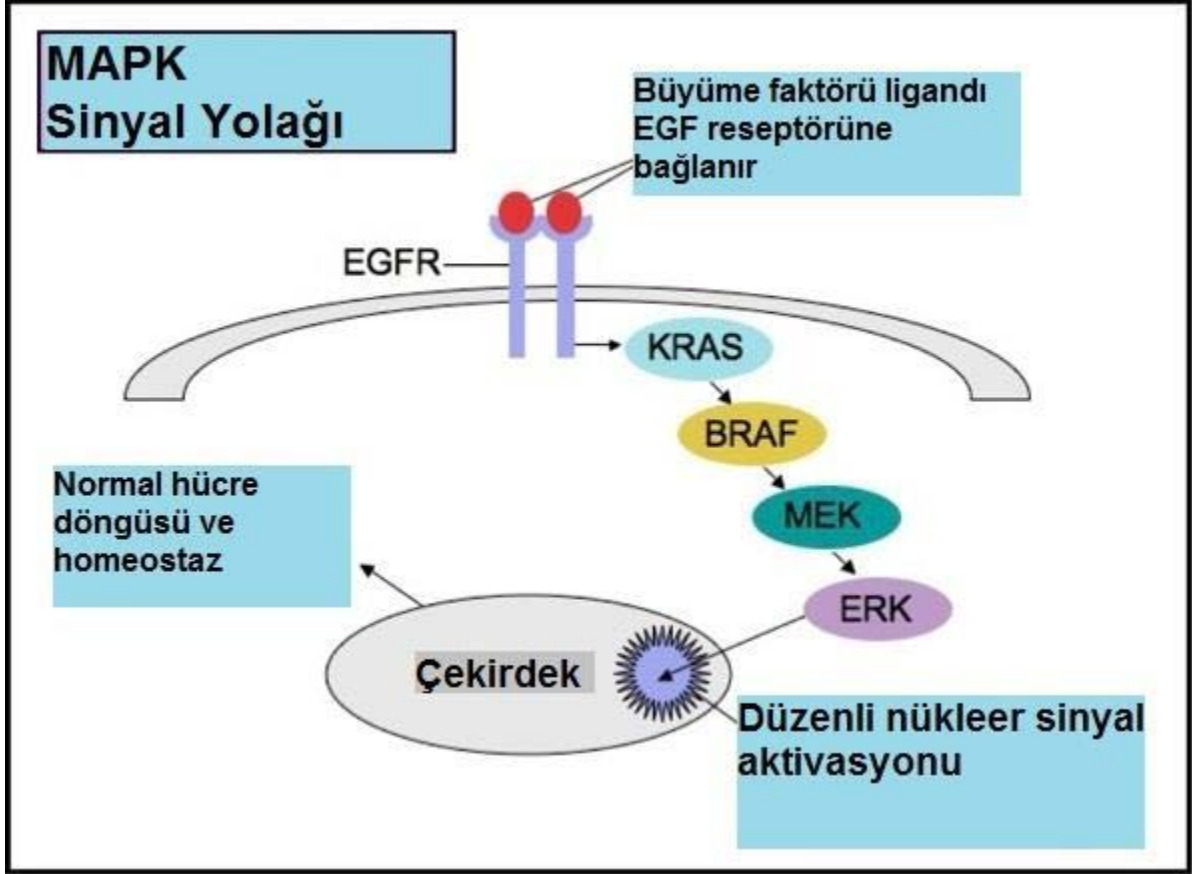 MAPK
Sinyal Yolağı
Büyüme faktörü ligandı
EGF reseptörüne
bağlanır
EGFR
KRAS
BRAF
MEK
ERK
Normal hücre
döngüsü ve
homeostaz
Çekirdek
Düzenli nükleer sinyal
aktivasyonu